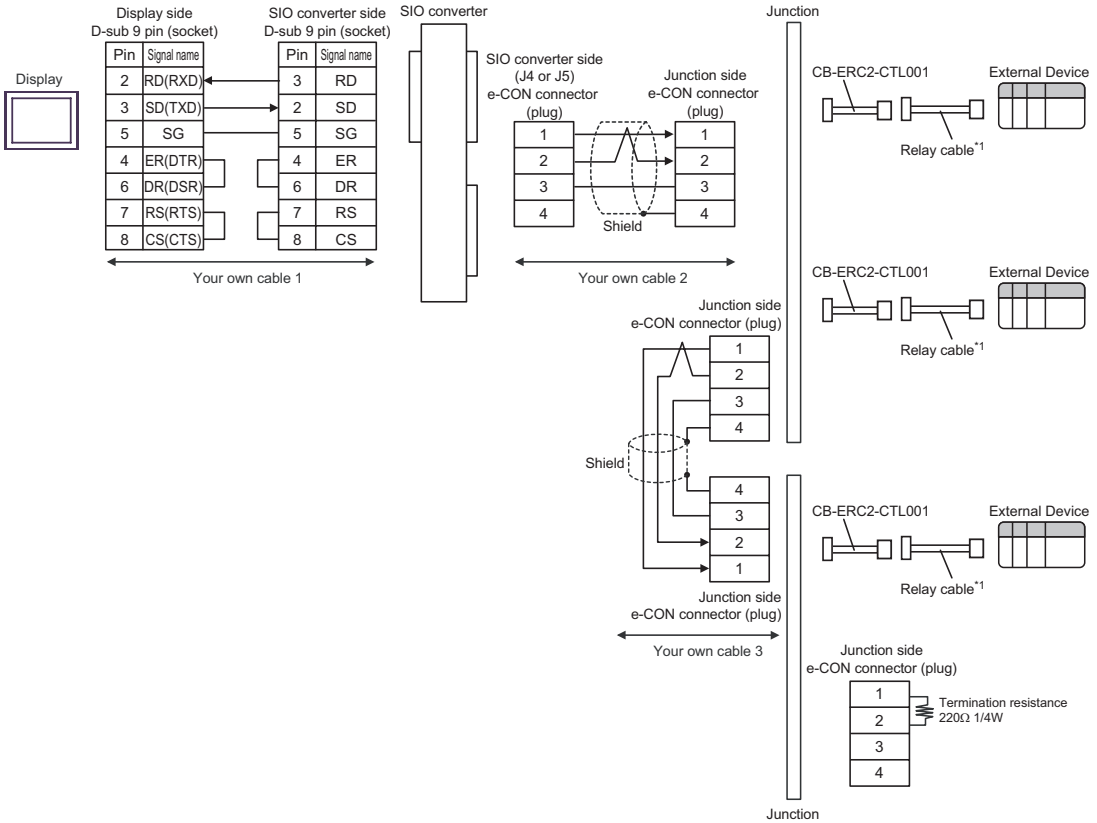 Display
Display side
D-sub 9 pin (socket)
Pin Signal name
2 RD(RXD)
3 SD(TXD)
5 SG
4 ER(DTR)
6 DR(DSR)
7 RS(RTS)
8 CS(CTS)
SIO converter side
D-sub 9 pin (socket)
Pin Signal name
3 RD
2 SD
5 SG
4 ER
6 DR
7 RS
8 CS
Your own cable 1
SIO converter
SIO converter side
(J4 or J5)
e-CON connector
(plug)
1
2
3
4
Shield
Junction side
e-CON connector
(plug)
1
2
3
4
Your own cable 2
Junction
CB-ERC2-CTL001
External Device
Relay cable*1
CB-ERC2-CTL001
External Device
Relay cable*1
Junction side
e-CON connector (plug)
1
2
3
4
Shield
4
3
2
1
Junction side
e-CON connector (plug)
Your own cable 3
CB-ERC2-CTL001
External Device
Relay cable*1
Junction side
e-CON connector (plug)
1
2
3
4
Termination resistance
220Ω 1/4W
Junction